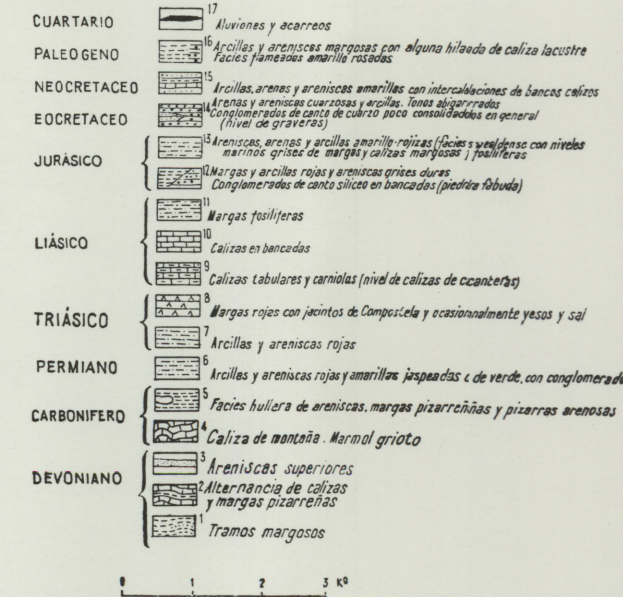 CUARTARIO
17 Aluviones y acarreos
PALEOGENO
16 Arcillas y areniscas margosas con alguna hilada de caliza lacustre
Facies flameadas amarillo rosadas
NEOCRETACEO
15 Arcillas, arenas y areniscas amarillas con intercalaciones de bancos calizos
EOCRETACEO
14 Arenas y areniscas cuarzosas y arcillas. Tonos abigarrrados
Conglomerados de canto de cuarzo poco consolidados en general
(nivel de graveras)
JURÁSICO
13 Areniscas, arenas y arcillas amarillo-rojizas (facies wealdense con niveles
marinos grises de margas y calizas margosas) fosilíferas
12 Margas y arcillas rojas y areniscas grises duras
Conglomerados de canto silíceo en bancadas (piedra fabuda)
LIÁSICO
11 Margas fosilíferas
10 Calizas en bancadas
9 Calizas tabulares y carniolas (nivel de calizas de ccanteras)
TRIÁSICO
8 Margas rojas con jacintos de Compostela y ocasionalmente yesos y sal
7 Arcillas y areniscas rojas
PERMIANO
6 Arcillas y areniscas rojas y amarillas jaspeadas de verde, con conglomerado
CARBONIFERO
5 Facies hullera de areniscas, margas pizarreñas y pizarras arenosas
4 Caliza de montaña. Marmol grioto
DEVONIANO
3 Areniscas superiores
2 Alternancia de calizas
y margas pizarreñas
1 Tramos margosos
0 1 2 3 Kº